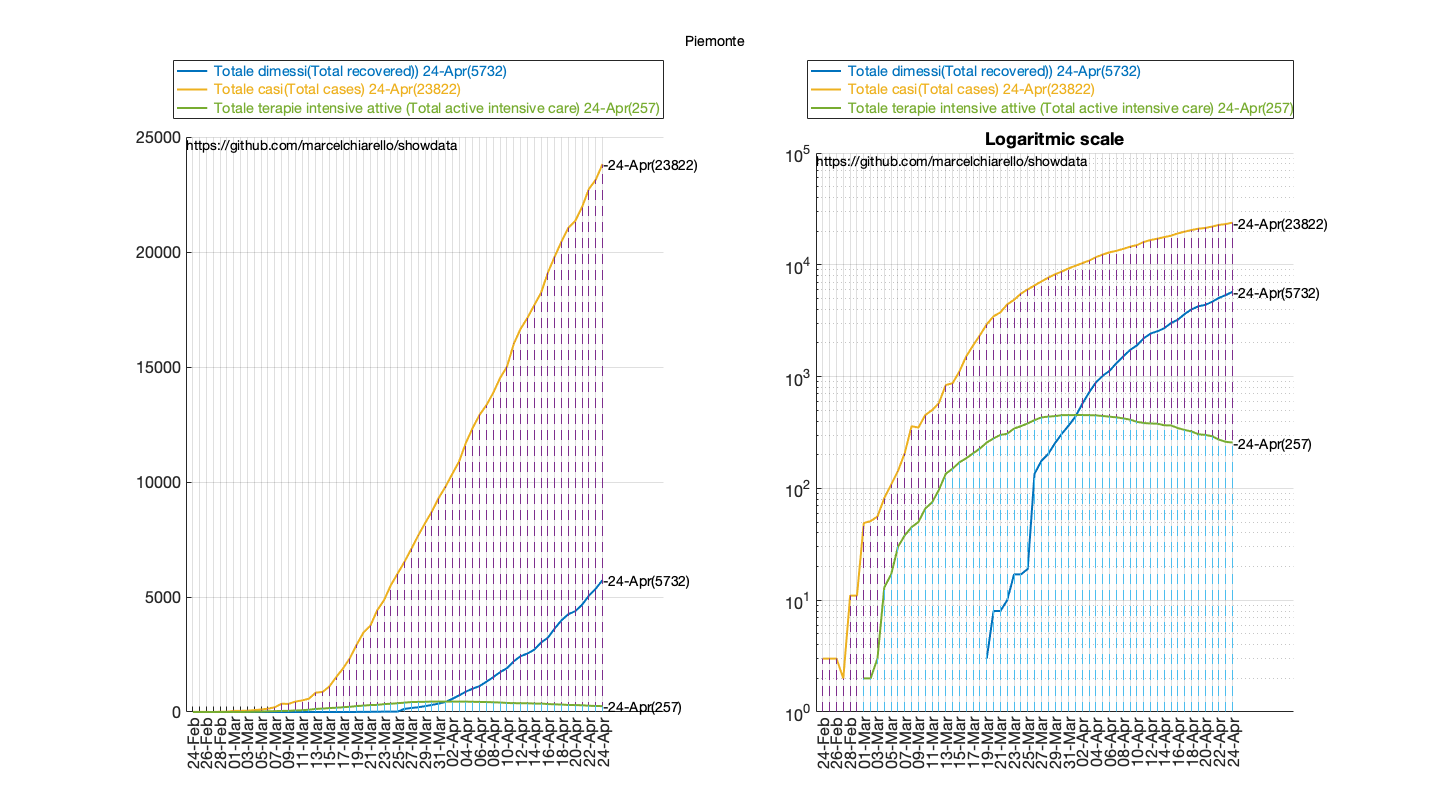 Piemonte
Totale dimessi(Total recovered)) 24-Apr(5732)
Totale casi(Total cases) 24-Apr(23822)
Totale terapie intensive attive (Total active intensive care) 24-Apr(257)
25000
20000
15000
10000
5000
0
https://github.com/marcelchiarello/showdata
-24-Apr(23822)
-24-Apr(5732)
-24-Apr(257)
24-Feb
26-Feb
28-Feb
01-Mar
03-Mar
05-Mar
07-Mar
09-Mar
11-Mar
13-Mar
15-Mar
17-Mar
19-Mar
21-Mar
23-Mar
25-Mar
27-Mar
29-Mar
31-Mar
02-Apr
04-Apr
06-Apr
08-Apr
10-Apr
12-Apr
14-Apr
16-Apr
18-Apr
20-Apr
22-Apr
24-Apr
Totale dimessi(Total recovered)) 24-Apr(5732)
Totale casi(Total cases) 24-Apr(23822)
Totale terapie intensive attive (Total active intensive care) 24-Apr(257)
Logaritmic scale
10^5
10^4
10^3
10^2
10^1
10^0
https://github.com/marcelchiarello/showdata
-24-Apr(23822)
-24-Apr(5732)
-24-Apr(257)
24-Feb
26-Feb
28-Feb
01-Mar
03-Mar
05-Mar
07-Mar
09-Mar
11-Mar
13-Mar
15-Mar
17-Mar
19-Mar
21-Mar
23-Mar
25-Mar
27-Mar
29-Mar
31-Mar
02-Apr
04-Apr
06-Apr
08-Apr
10-Apr
12-Apr
14-Apr
16-Apr
18-Apr
20-Apr
22-Apr
24-Apr